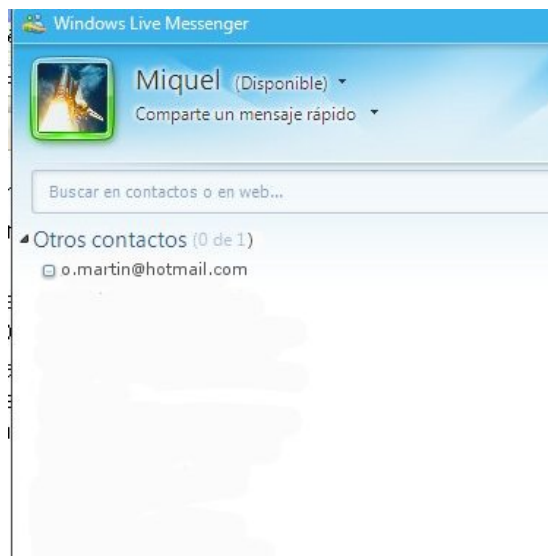 Windows Live Messenger
Miquel (Disponible)
Comparte un mensaje rápido
Buscar en contactos o en web...
Otros contactos (0 de 1)
o.martin@hotmail.com